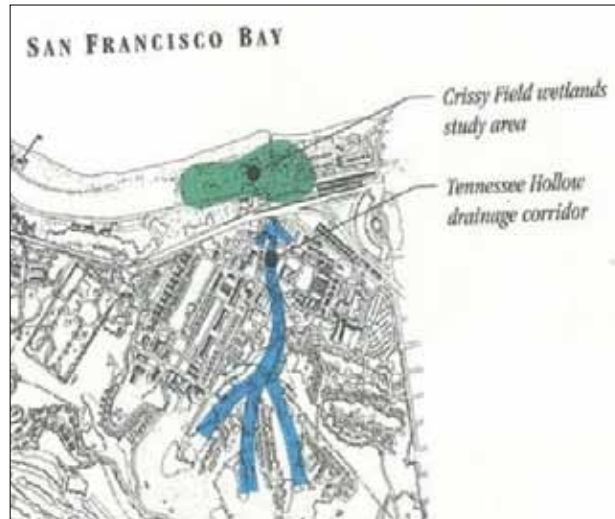 SAN FRANCISCO BAY
Crissy Field wetlands
study area
Tennessee Hollow
drainage corridor